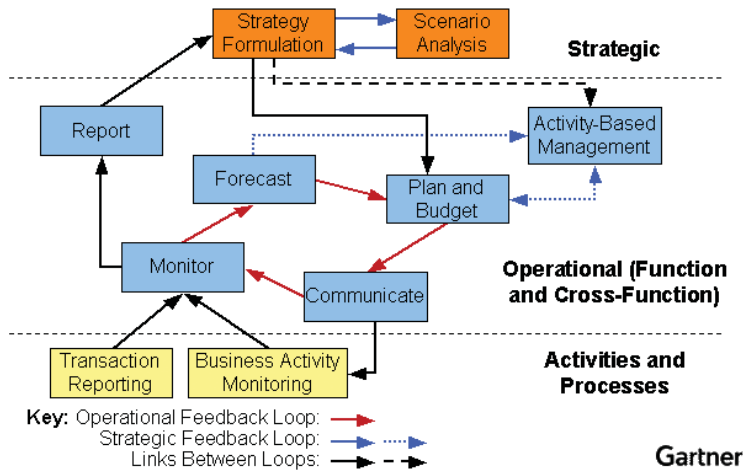 Strategy
Formulation
Scenario
Analysis
Strategic
Report
Activity-Based
Management
Forecast
Plan and
Budget
Monitor
Communicate
Operational (Function
and Cross-Function)
Transaction
Reporting
Business Activity
Monitoring
Activities and
Processes
Key: Operational Feedback Loop:
Strategic Feedback Loop:
Links Between Loops:
Gartner